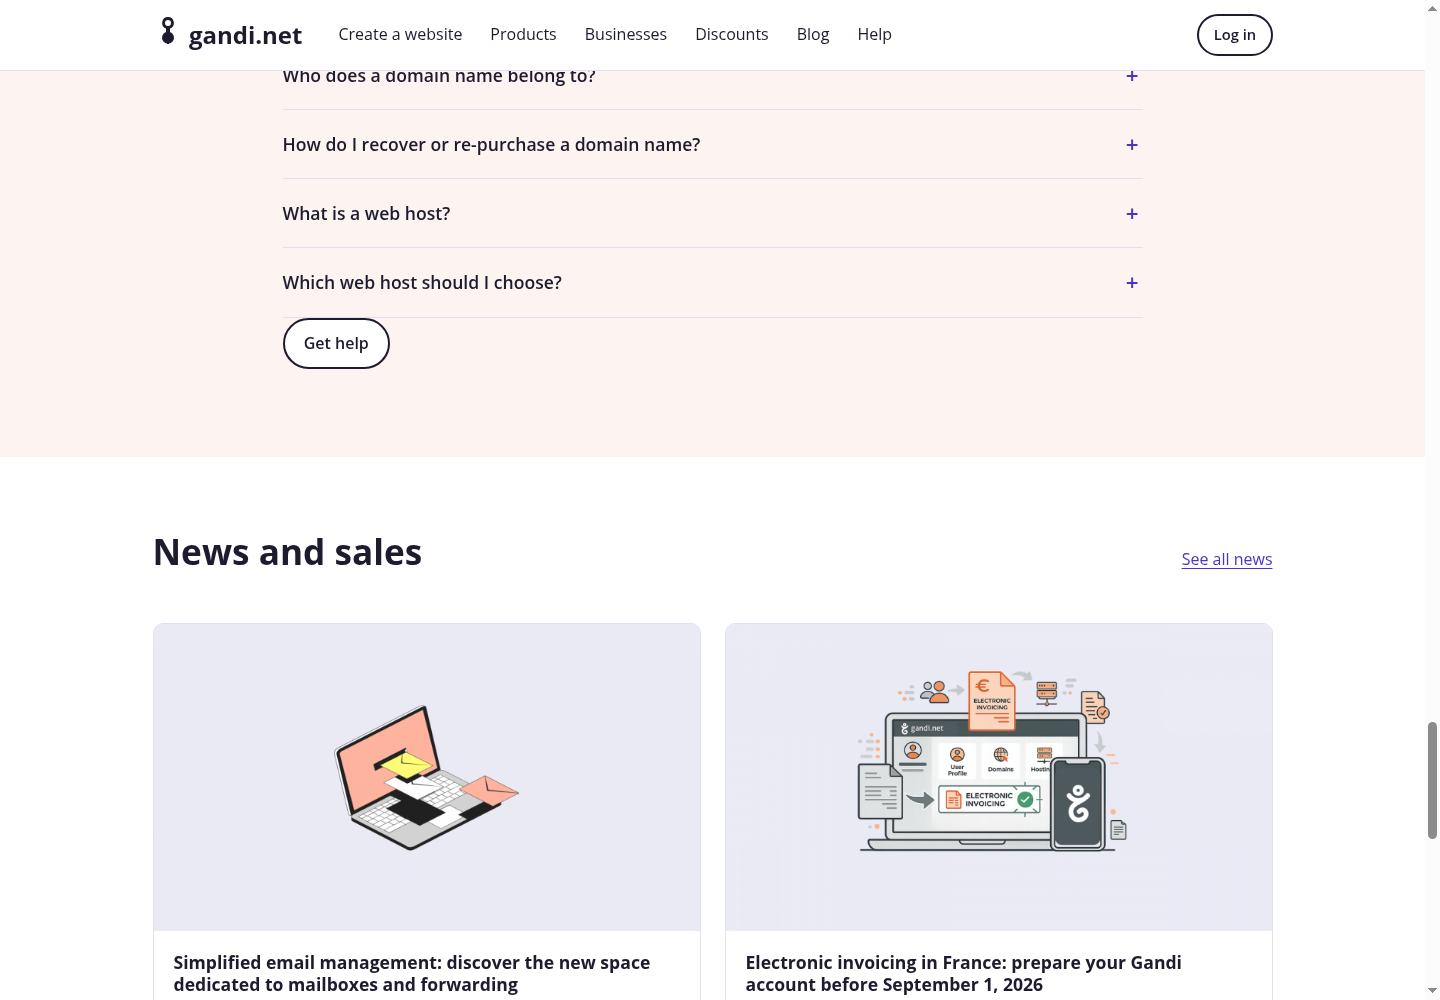 gandi.net
Create a website
Products
Businesses
Discounts
Blog
Help
Log in
Who does a domain name belong to?
+
How do I recover or re-purchase a domain name?
+
What is a web host?
+
Which web host should I choose?
+
Get help
News and sales
See all news
€
ELECTRONIC
INVOICING
gandi.net
User
Profile
Domains
Hostin
ELECTRONIC
INVOICING
Simplified email management: discover the new space
dedicated to mailboxes and forwarding
Electronic invoicing in France: prepare your Gandi
account before September 1, 2026